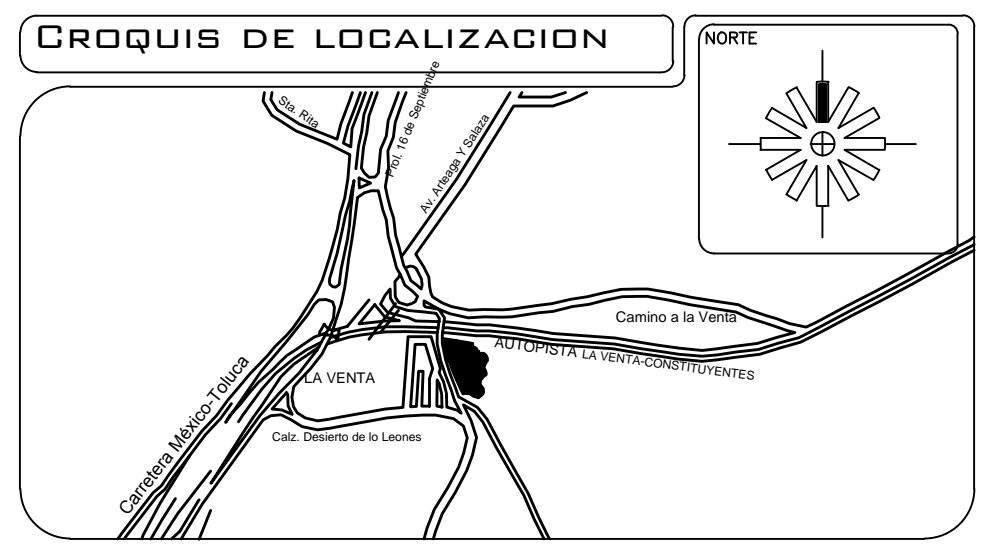 CROQUIS DE LOCALIZACION
NORTE
Sta. Rita
Prol. 16 de Septiembre
Av. Arteaga Y Salaza
Camino a la Venta
AUTOPISTA LA VENTA-CONSTITUYENTES
LA VENTA
Carretera México-Toluca
Calz. Desierto de lo Leones